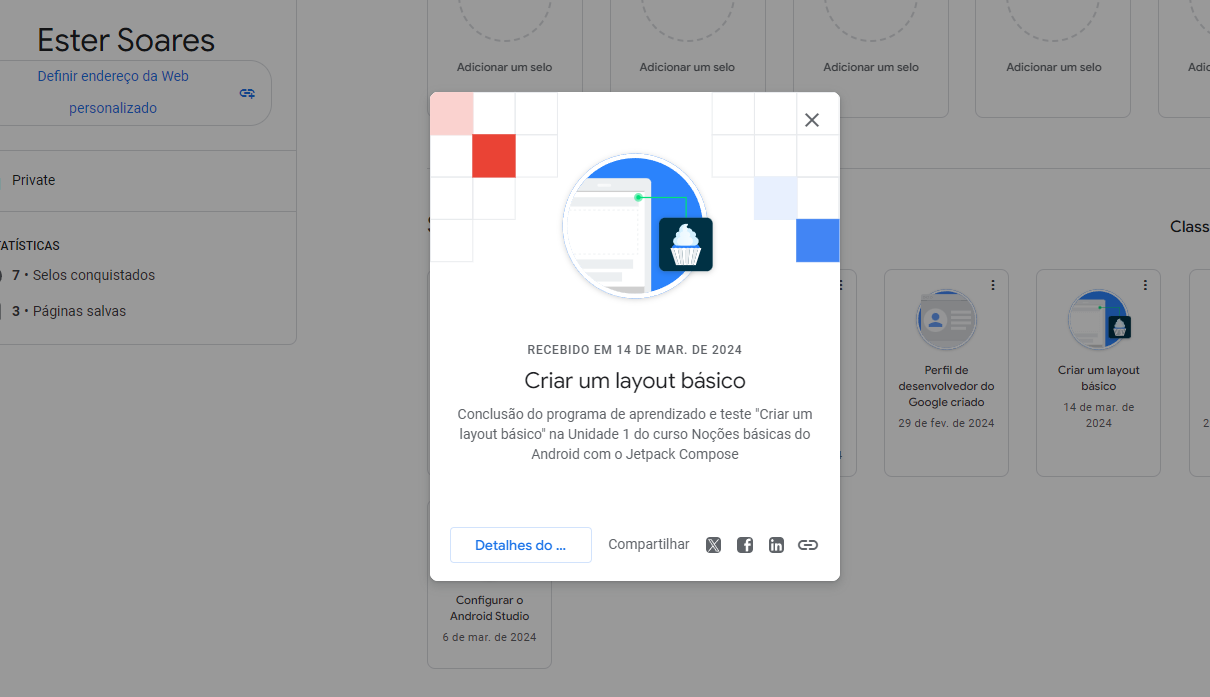 Ester Soares
Definir endereço da Web
personalizado
Private
ATÍSTICAS
7 • Selos conquistados
3 • Páginas salvas
Adicionar um selo
Adicionar um selo
Adicionar um selo
Adicionar um selo
Adic
RECEBIDO EM 14 DE MAR. DE 2024
Criar um layout básico
Conclusão do programa de aprendizado e teste "Criar um
layout básico" na Unidade 1 do curso Noções básicas do
Android com o Jetpack Compose
Detalhes do ...
Compartilhar
Class
Perfil de
desenvolvedor do
Google criado
29 de fev. de 2024
Criar um layout
básico
14 de mar. de
2024
2
Configurar o
Android Studio
6 de mar. de 2024